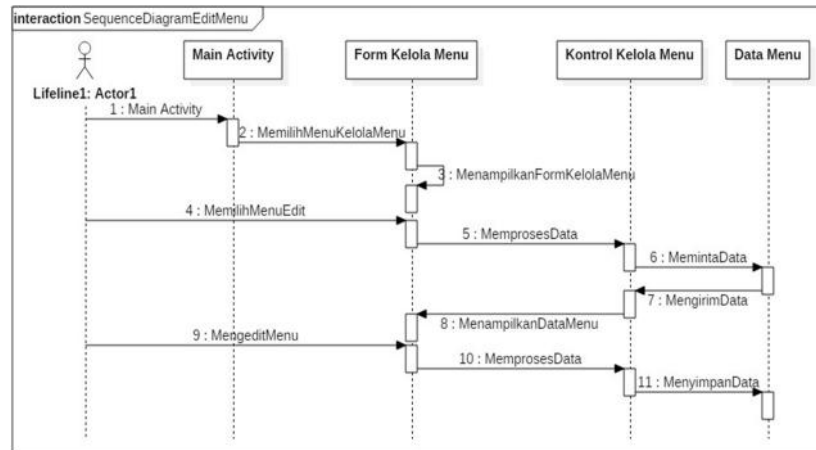 interaction SequenceDiagramEditMenu
Main Activity
Form Kelola Menu
Kontrol Kelola Menu
Data Menu
Lifeline1: Actor1
1 : Main Activity
2 : MemilihMenuKelolaMenu
3 : MenampilkanFormKelolaMenu
4 : MemilihMenuEdit
5 : MemprosesData
6 : MemintaData
7 : MengirimData
8 : MenampilkanDataMenu
9 : MengeditMenu
10 : MemprosesData
11 : MenyimpanData